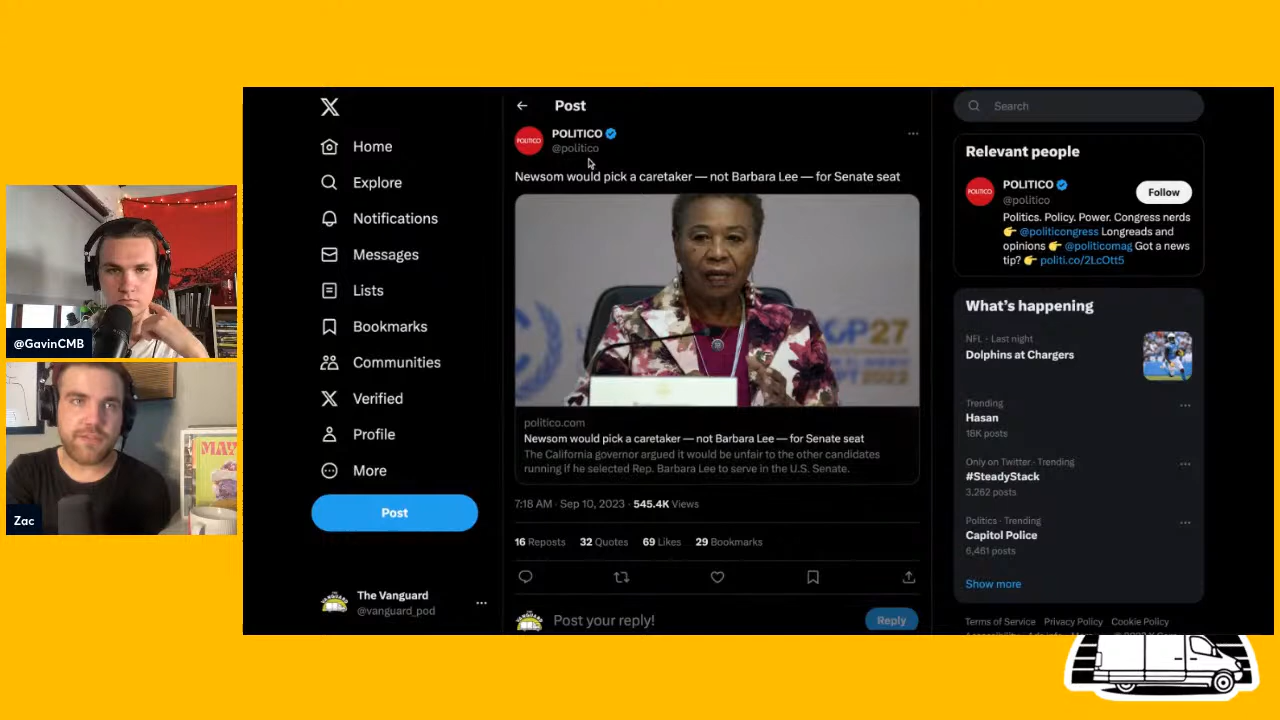 @GavinCMB
Zac
MAY
X
Home
Explore
Notifications
Messages
Lists
Bookmarks
Communities
Verified
Profile
More
Post
The Vanguard
@vanguard_pod
Post
POLITICO
POLITICO
@politico
Newsom would pick a caretaker — not Barbara Lee — for Senate seat
politico.com
Newsom would pick a caretaker — not Barbara Lee — for Senate seat
The California governor argued it would be unfair to the other candidates
running if he selected Rep. Barbara Lee to serve in the U.S. Senate.
7:18 AM · Sep 10, 2023 · 545.4K Views
16 Reposts 32 Quotes 69 Likes 29 Bookmarks
Post your reply!
Reply
Search
Relevant people
POLITICO
POLITICO
@politico
Follow
Politics. Policy. Power. Congress nerds
👉 @politicongress Longreads and
opinions 👉 @politicomag Got a news
tip? 👉 politi.co/2LcOtt5
What's happening
NFL · Last night
Dolphins at Chargers
Trending
Hasan
18K posts
Only on Twitter · Trending
#SteadyStack
3,262 posts
Politics · Trending
Capitol Police
6,461 posts
Show more
Terms of Service Privacy Policy Cookie Policy